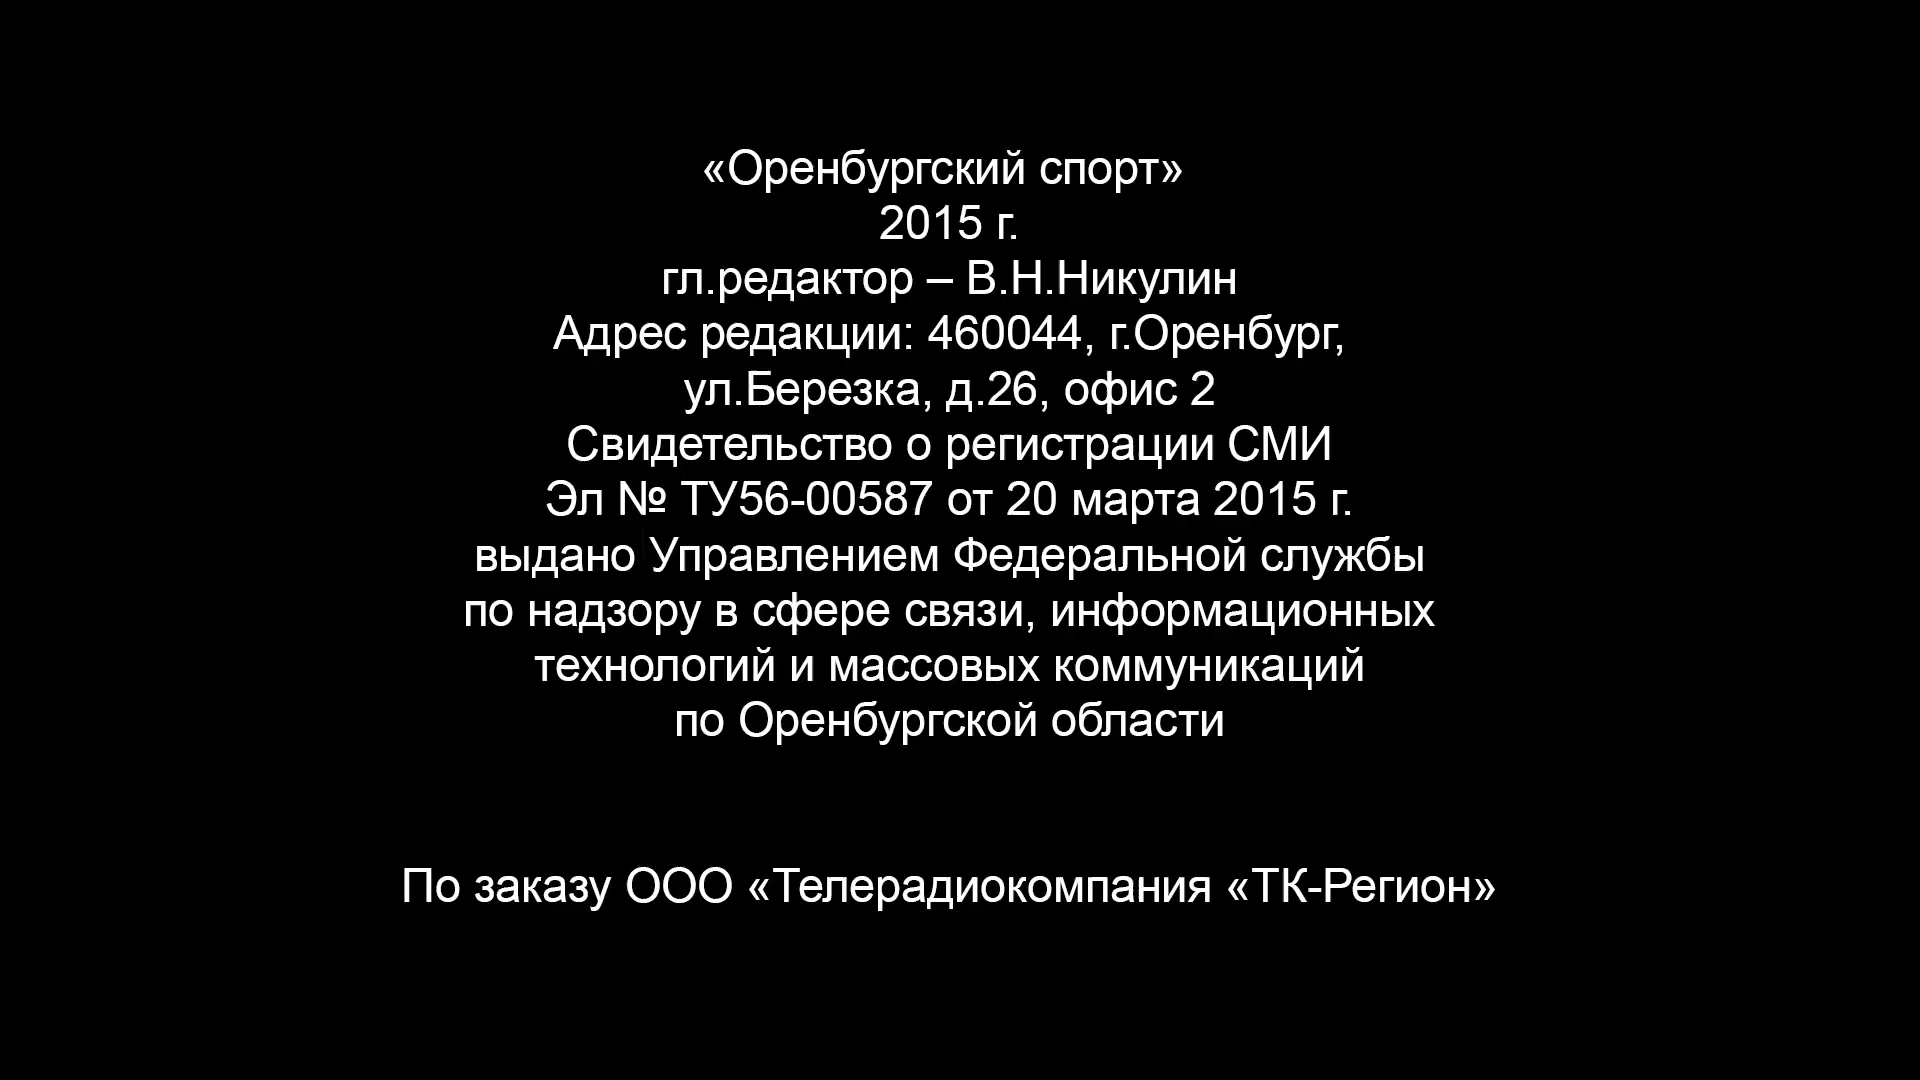 «Оренбургский спорт»
2015 г.
гл.редактор – В.Н.Никулин
Адрес редакции: 460044, г.Оренбург,
ул.Березка, д.26, офис 2
Свидетельство о регистрации СМИ
Эл № ТУ56-00587 от 20 марта 2015 г.
выдано Управлением Федеральной службы
по надзору в сфере связи, информационных
технологий и массовых коммуникаций
по Оренбургской области
По заказу ООО «Телерадиокомпания «ТК-Регион»